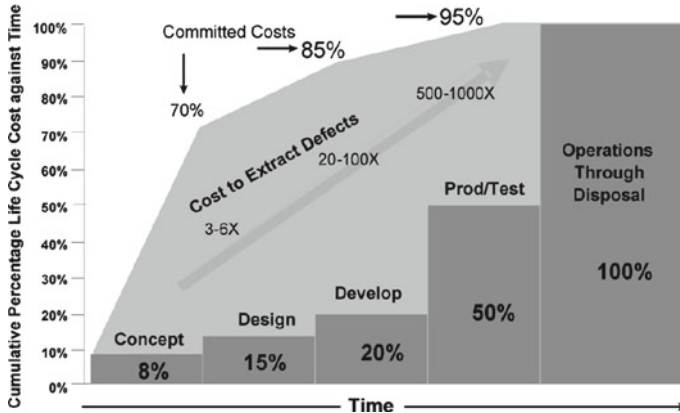 Cumulative Percentage Life Cycle Cost against Time
100%
90%
80%
70%
60%
50%
40%
30%
20%
10%
0%
Committed Costs
70%
85%
95%
Cost to Extract Defects
3-6X
20-100X
500-1000X
Concept
8%
Design
15%
Develop
20%
Prod/Test
50%
Operations
Through
Disposal
100%
Time